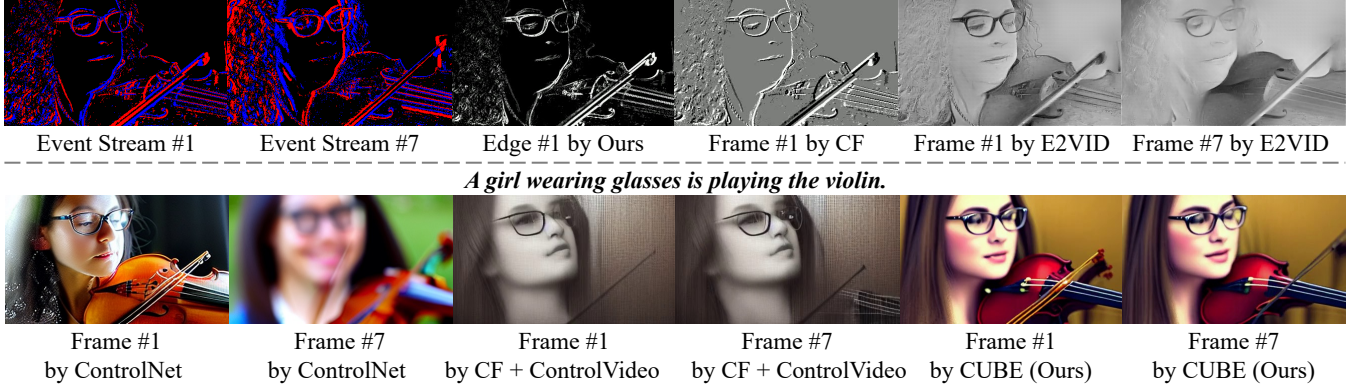 Event Stream #1 Event Stream #7 Edge #1 by Ours Frame #1 by CF Frame #1 by E2VID Frame #7 by E2VID
A girl wearing glasses is playing the violin.
Frame #1 Frame #7 Frame #1 Frame #7 Frame #1 Frame #7
by ControlNet by ControlNet by CF + ControlVideo by CF + ControlVideo by CUBE (Ours) by CUBE (Ours)